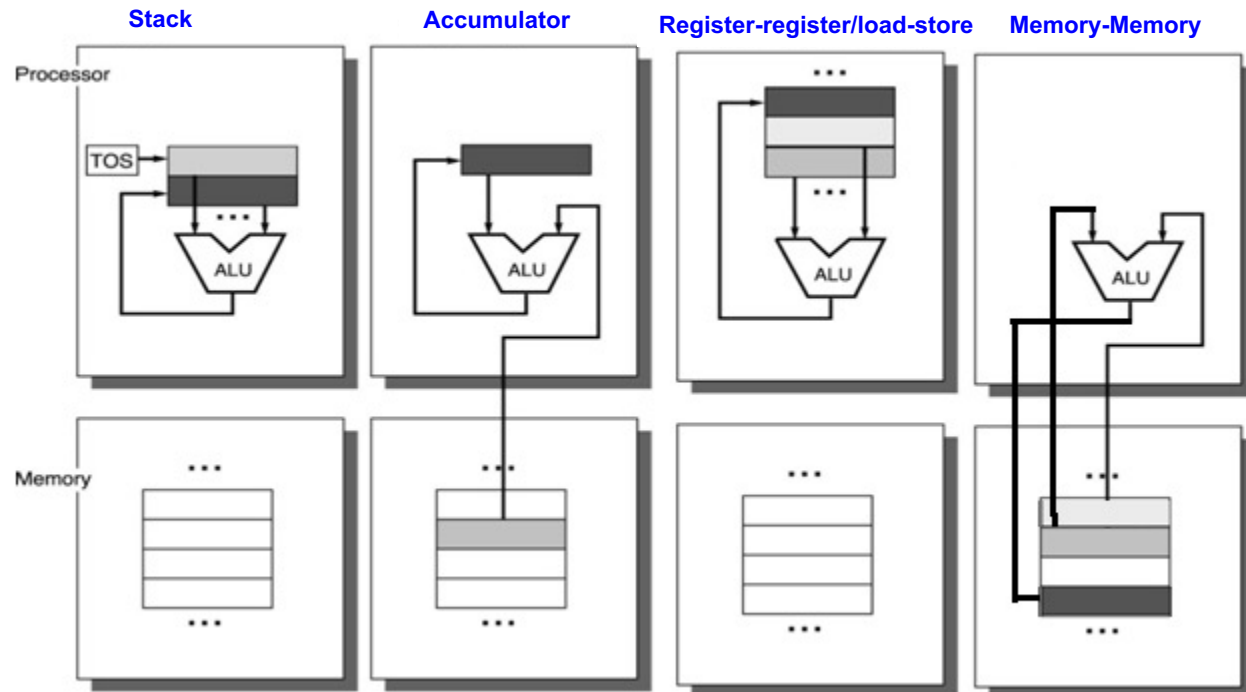 Stack
Accumulator
Register-register/load-store
Memory-Memory
Processor
...
TOS
...
...
ALU
ALU
ALU
ALU
Memory
...
...
...
...
...
...
...
...